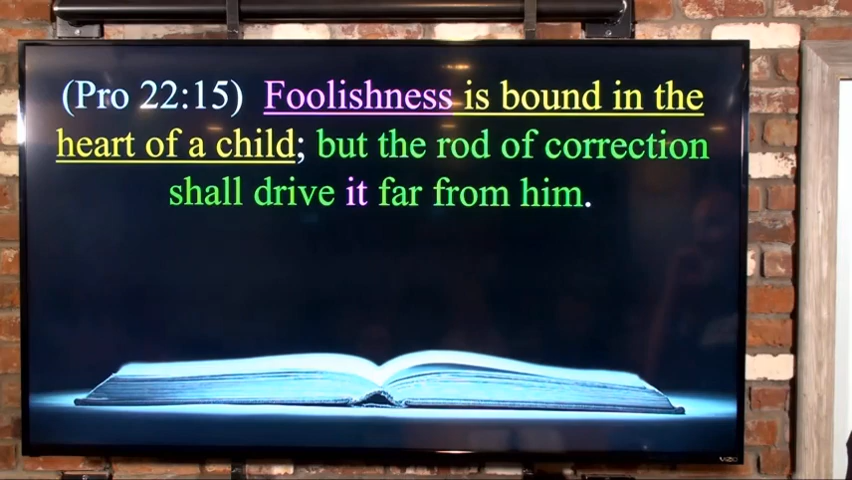 (Pro 22:15) Foolishness is bound in the
heart of a child; but the rod of correction
shall drive it far from him.
VIZIO